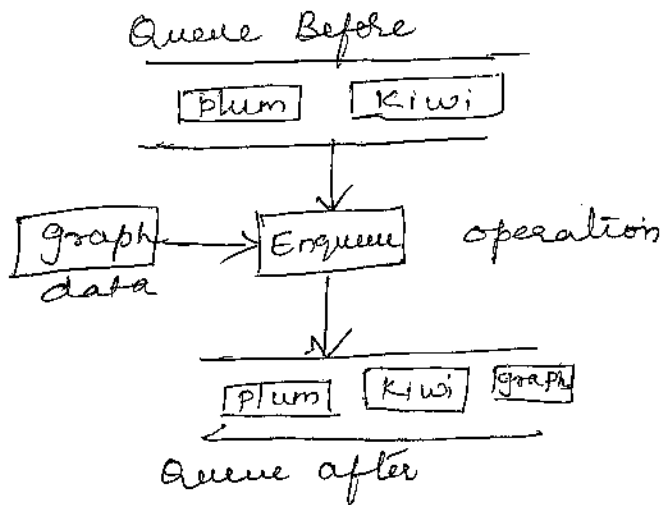 Queue Before
Plum Kiwi
graph Enqueue operation
data
Plum Kiwi graph
Queue after